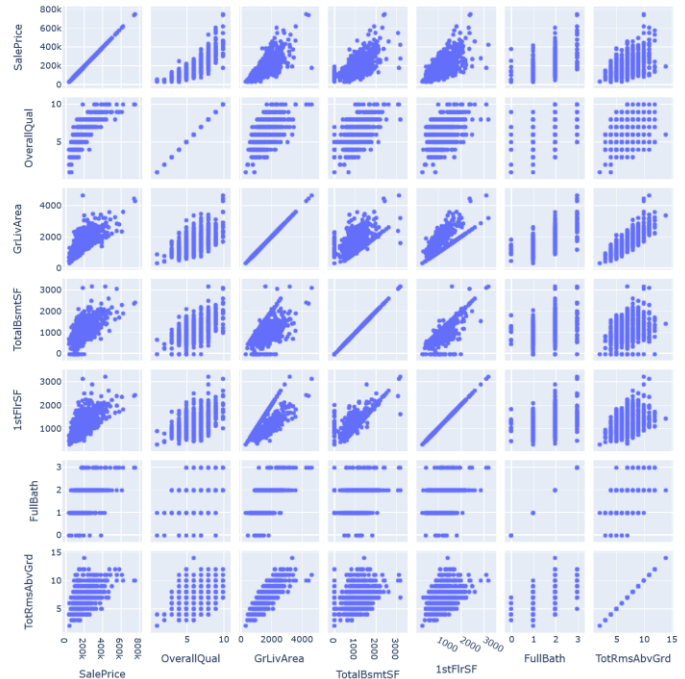 800k
600k
400k
200k
0
SalePrice
10
5
OverallQual
4000
2000
0
GrLivArea
3000
2000
1000
0
TotalBsmtSF
3000
2000
1000
1stFlrSF
3
2
1
0
FullBath
15
10
5
TotRmsAbvGrd
0 200k 400k 600k 800k 5 10 0 2000 4000 0 1000 2000 3000 1000 2000 3000 0 1 2 3 5 10 15
SalePrice OverallQual GrLivArea TotalBsmtSF 1stFlrSF FullBath TotRmsAbvGrd